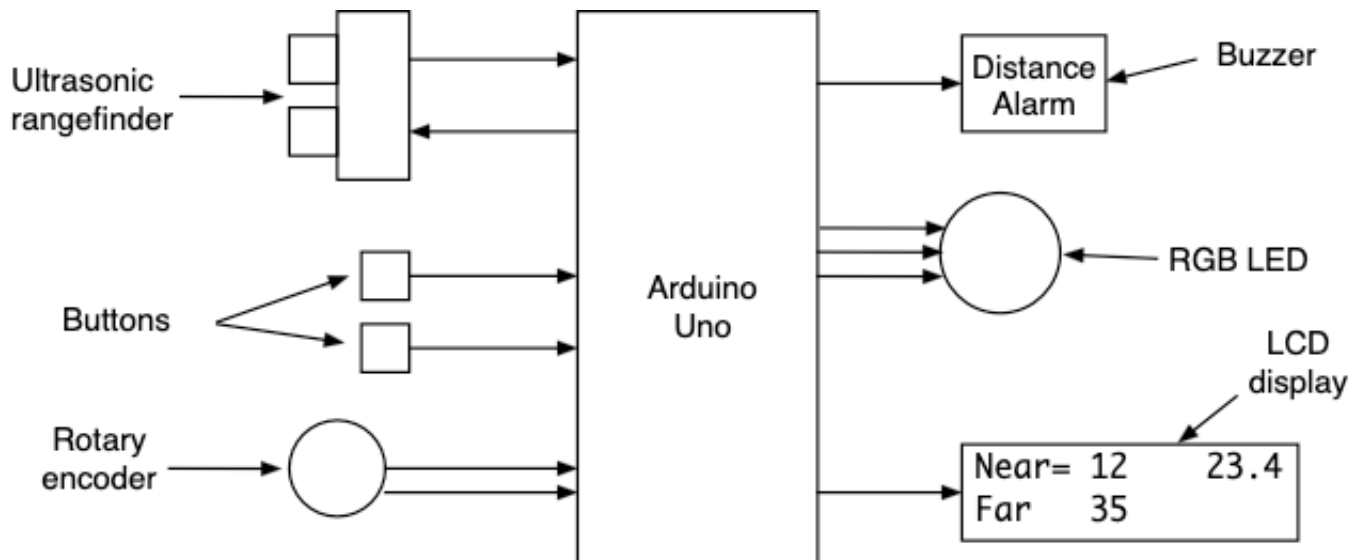 Ultrasonic
rangefinder
Buttons
Rotary
encoder
Arduino
Uno
Distance
Alarm
Buzzer
RGB LED
LCD
display
Near= 12 23.4
Far 35